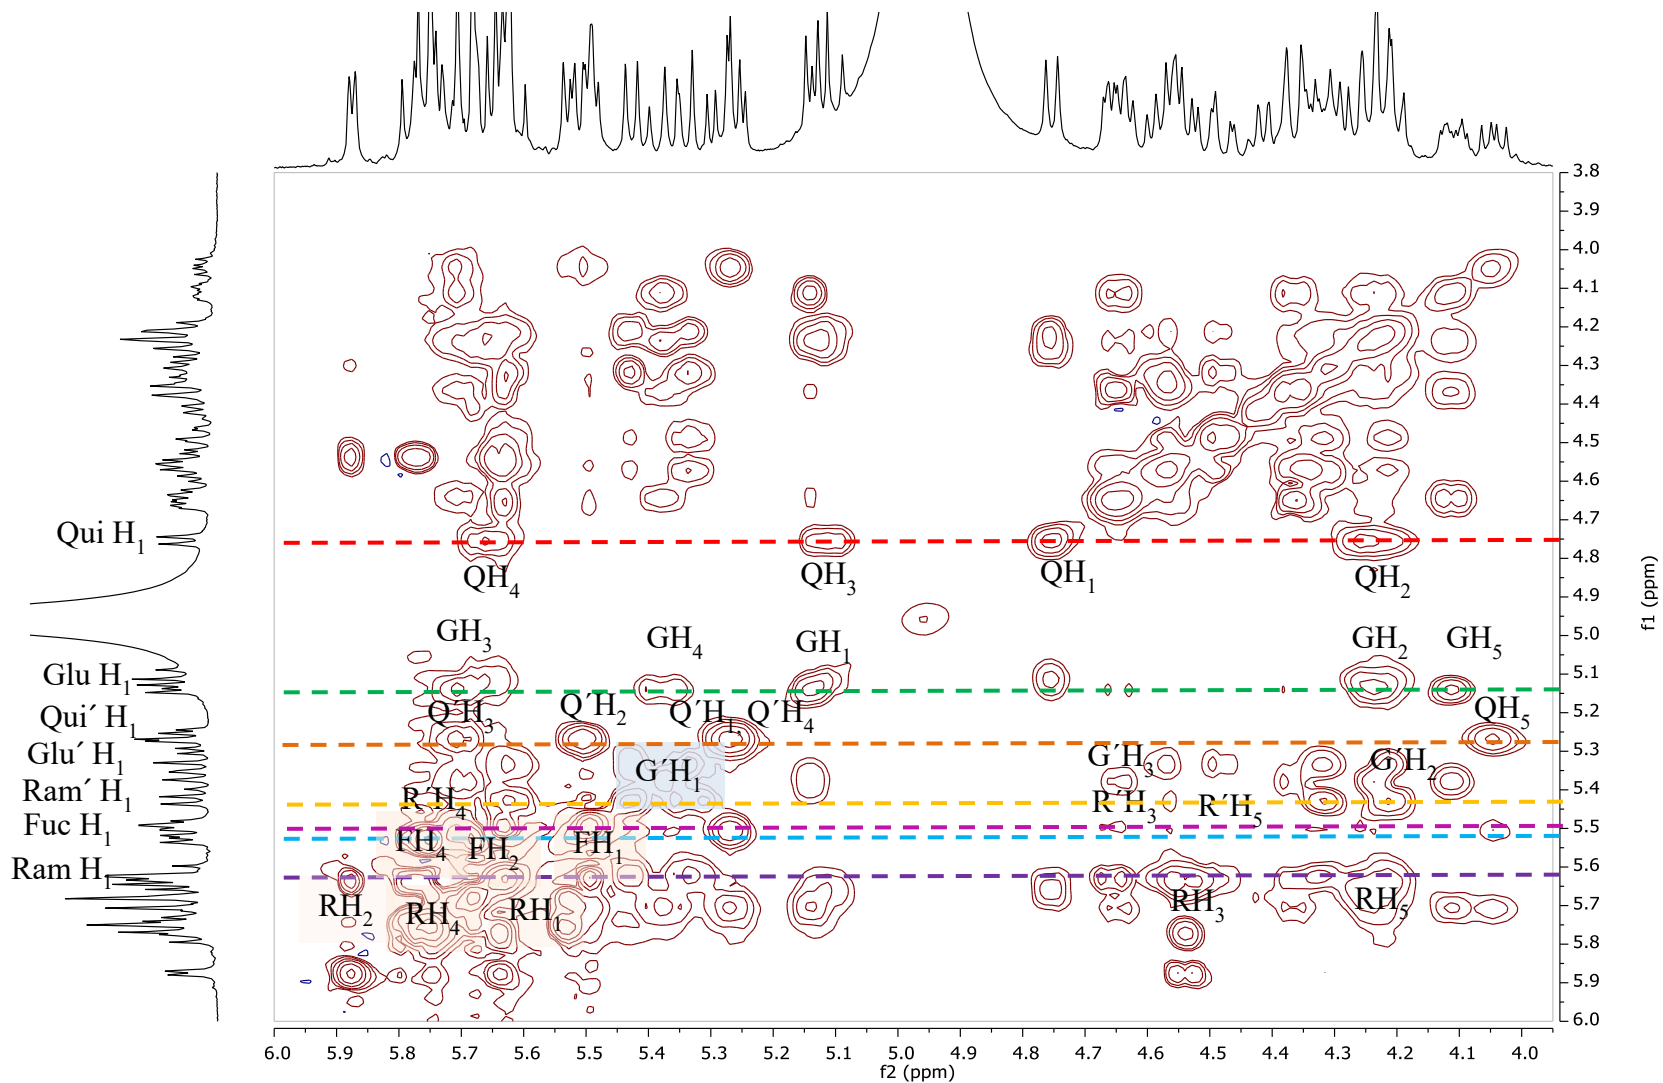 3.8
3.9
4.0
4.1
4.2
4.3
4.4
4.5
4.6
4.7
4.8
4.9
5.0
5.1
5.2
5.3
5.4
5.5
5.6
5.7
5.8
5.9
6.0
f1 (ppm)
Qui H₁
Glu H₁
Qui´ H₁
Glu´ H₁
Ram´ H₁
Fuc H₁
Ram H₁
QH₄ QH₃ QH₁ QH₂
GH₃ GH₄ GH₁ GH₂ GH₅
Q´H₃ Q´H₂ Q´H₁ Q´H₄ QH₅
G´H₁ G´H₃ G´H₂
R´H₄ R´H₃ R´H₅
FH₄ FH₂ FH₁
RH₂ RH₄ RH₁ RH₃ RH₅
6.0 5.9 5.8 5.7 5.6 5.5 5.4 5.3 5.2 5.1 5.0 4.9 4.8 4.7 4.6 4.5 4.4 4.3 4.2 4.1 4.0
f2 (ppm)